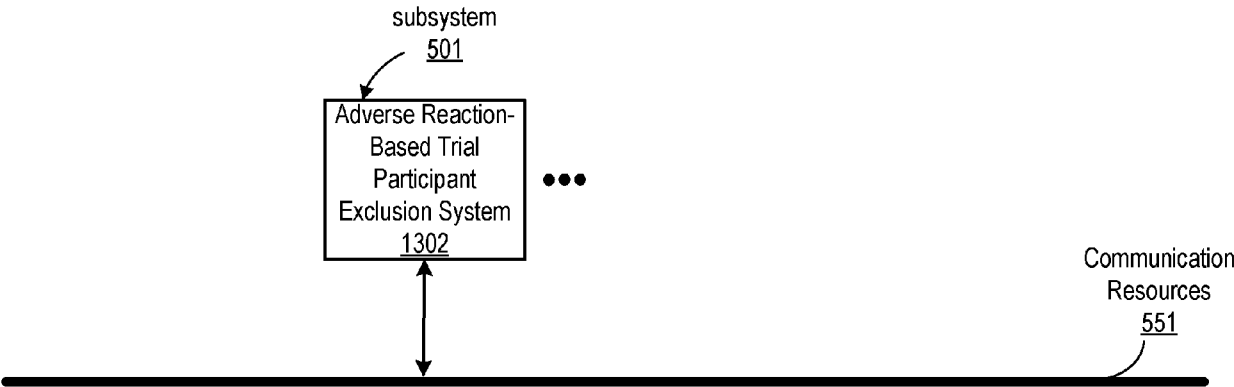 subsystem
501
Adverse Reaction-
Based Trial
Participant
Exclusion System
1302
Communication
Resources
551